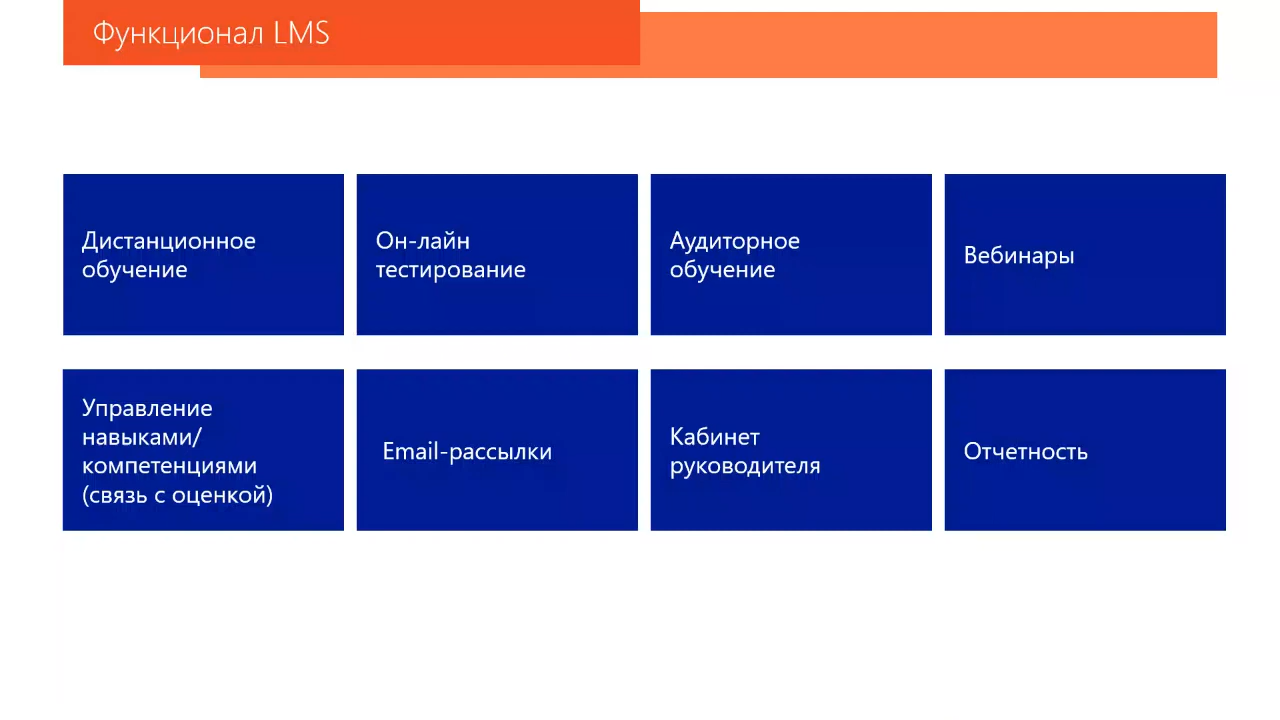 Функционал LMS
Дистанционное
обучение
Он-лайн
тестирование
Аудиторное
обучение
Вебинары
Управление
навыками/
компетенциями
(связь с оценкой)
Email-рассылки
Кабинет
руководителя
Отчетность